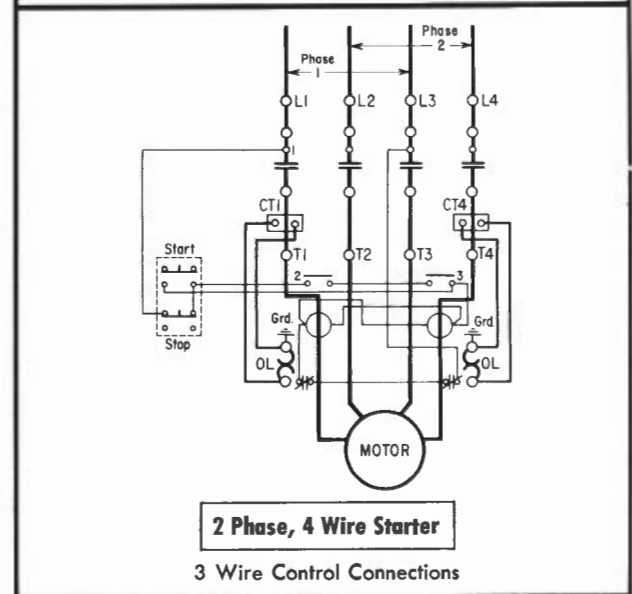 Phase
2
Phase
1
L1 L2 L3 L4
1
CT1 CT4
Start
T1 T2 T3 T4
2 3
Grd. Grd
Stop
OL OL
MOTOR
2 Phase, 4 Wire Starter
3 Wire Control Connections